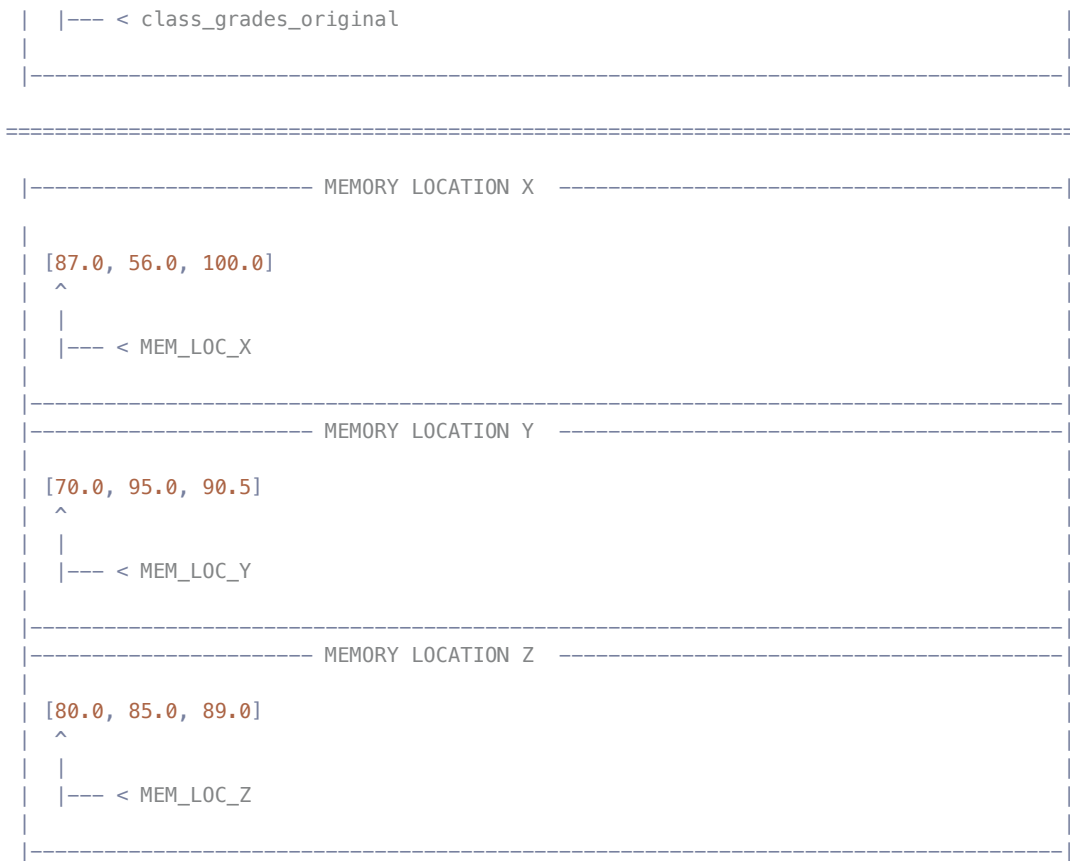 |  |--- < class_grades_original                                                      |
|                                                                                    |
|-----------------------------------------------------------------------------------|
======================================================================================
|----------------------- MEMORY LOCATION X  -----------------------------------------|
|                                                                                    |
| [87.0, 56.0, 100.0]                                                                |
|  ^                                                                                 |
|  |                                                                                 |
|  |--- < MEM_LOC_X                                                                  |
|                                                                                    |
|-----------------------------------------------------------------------------------|
|----------------------- MEMORY LOCATION Y  -----------------------------------------|
|                                                                                    |
| [70.0, 95.0, 90.5]                                                                 |
|  ^                                                                                 |
|  |                                                                                 |
|  |--- < MEM_LOC_Y                                                                  |
|                                                                                    |
|-----------------------------------------------------------------------------------|
|----------------------- MEMORY LOCATION Z  -----------------------------------------|
|                                                                                    |
| [80.0, 85.0, 89.0]                                                                 |
|  ^                                                                                 |
|  |                                                                                 |
|  |--- < MEM_LOC_Z                                                                  |
|                                                                                    |
|-----------------------------------------------------------------------------------|